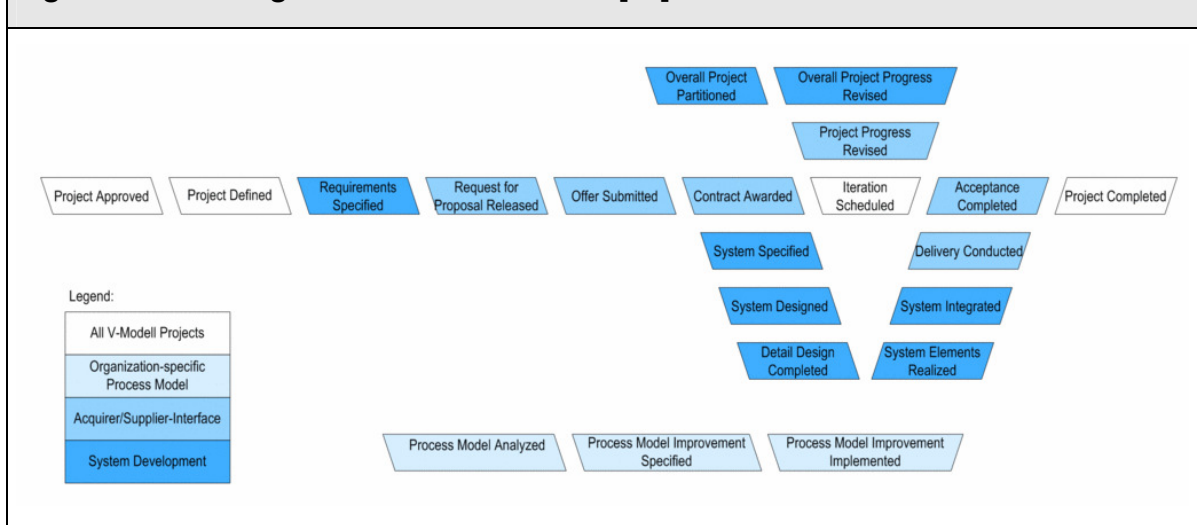 Overall Project
Partitioned
Overall Project Progress
Revised
Project Progress
Revised
Project Approved
Project Defined
Requirements
Specified
Request for
Proposal Released
Offer Submitted
Contract Awarded
Iteration
Scheduled
Acceptance
Completed
Project Completed
System Specified
Delivery Conducted
System Designed
System Integrated
Detail Design
Completed
System Elements
Realized
Legend:
All V-Modell Projects
Organization-specific
Process Model
Acquirer/Supplier-Interface
System Development
Process Model Analyzed
Process Model Improvement
Specified
Process Model Improvement
Implemented